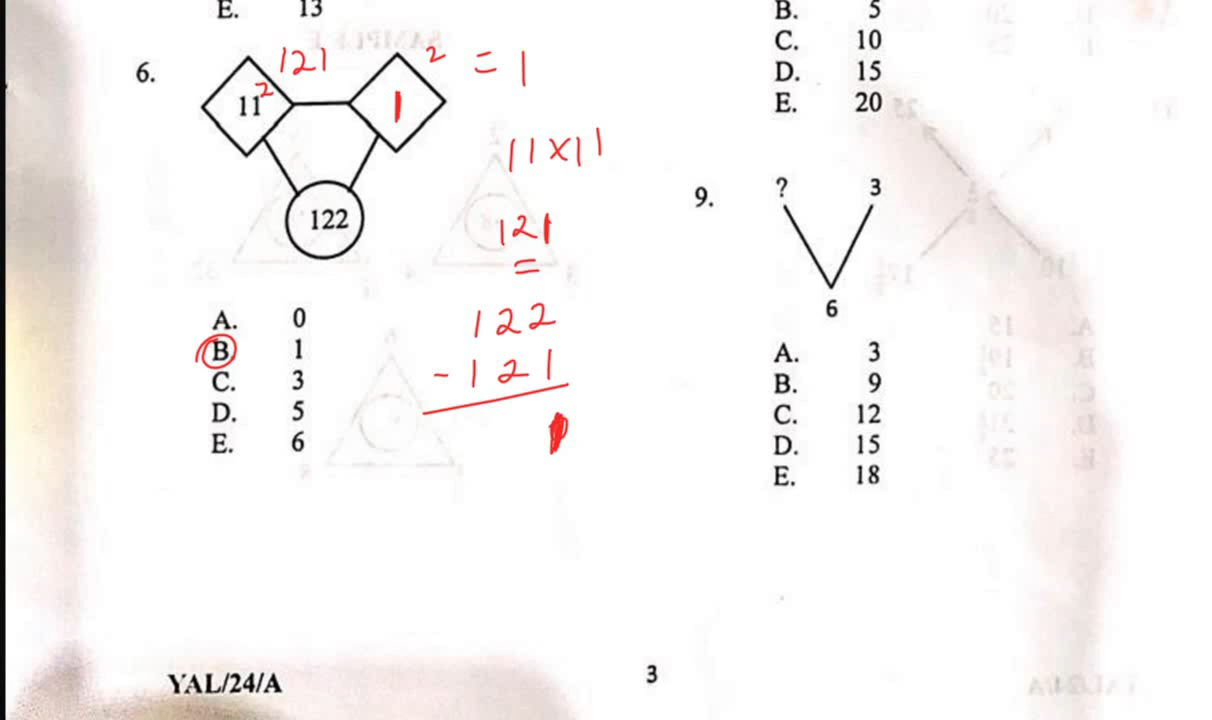 E. 13
6.
121
11²
1
² = 1
11 × 11
122
121
=
A. 0
B. 1
C. 3
D. 5
E. 6
122
- 121
1
B. 5
C. 10
D. 15
E. 20
9.
? 3
6
A. 3
B. 9
C. 12
D. 15
E. 18
YAL/24/A
3